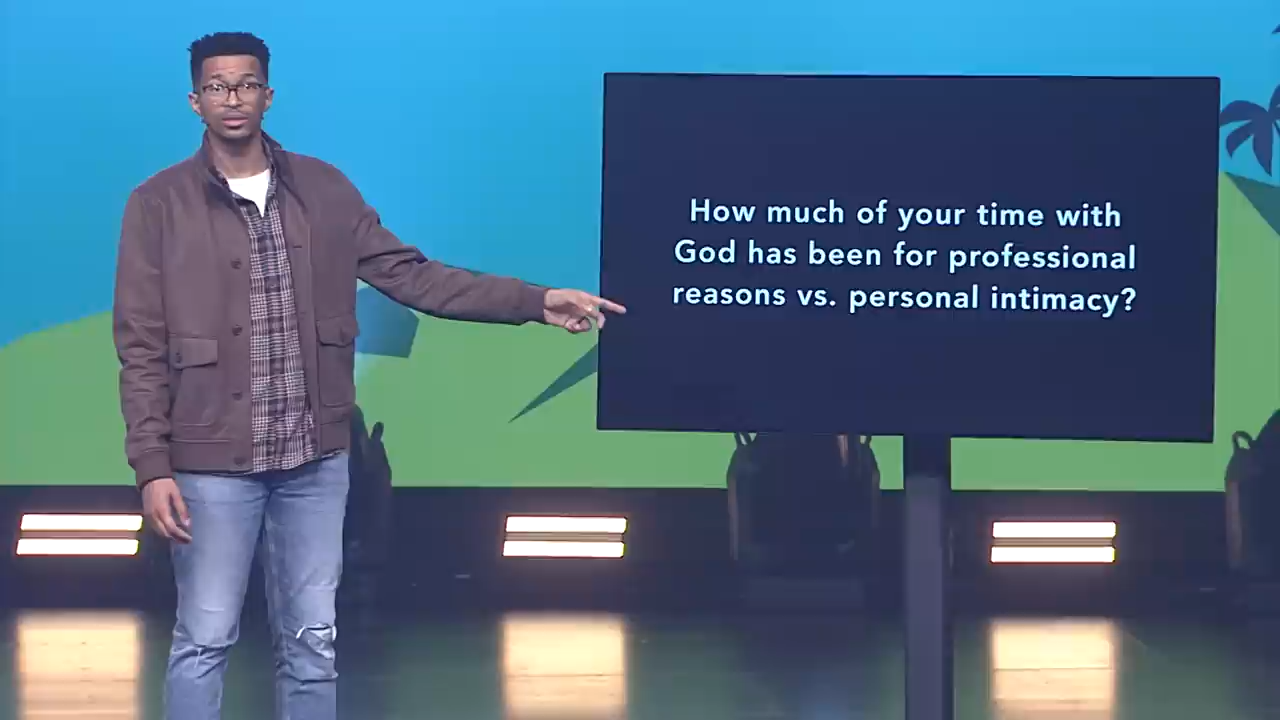 How much of your time with
God has been for professional
reasons vs. personal intimacy?